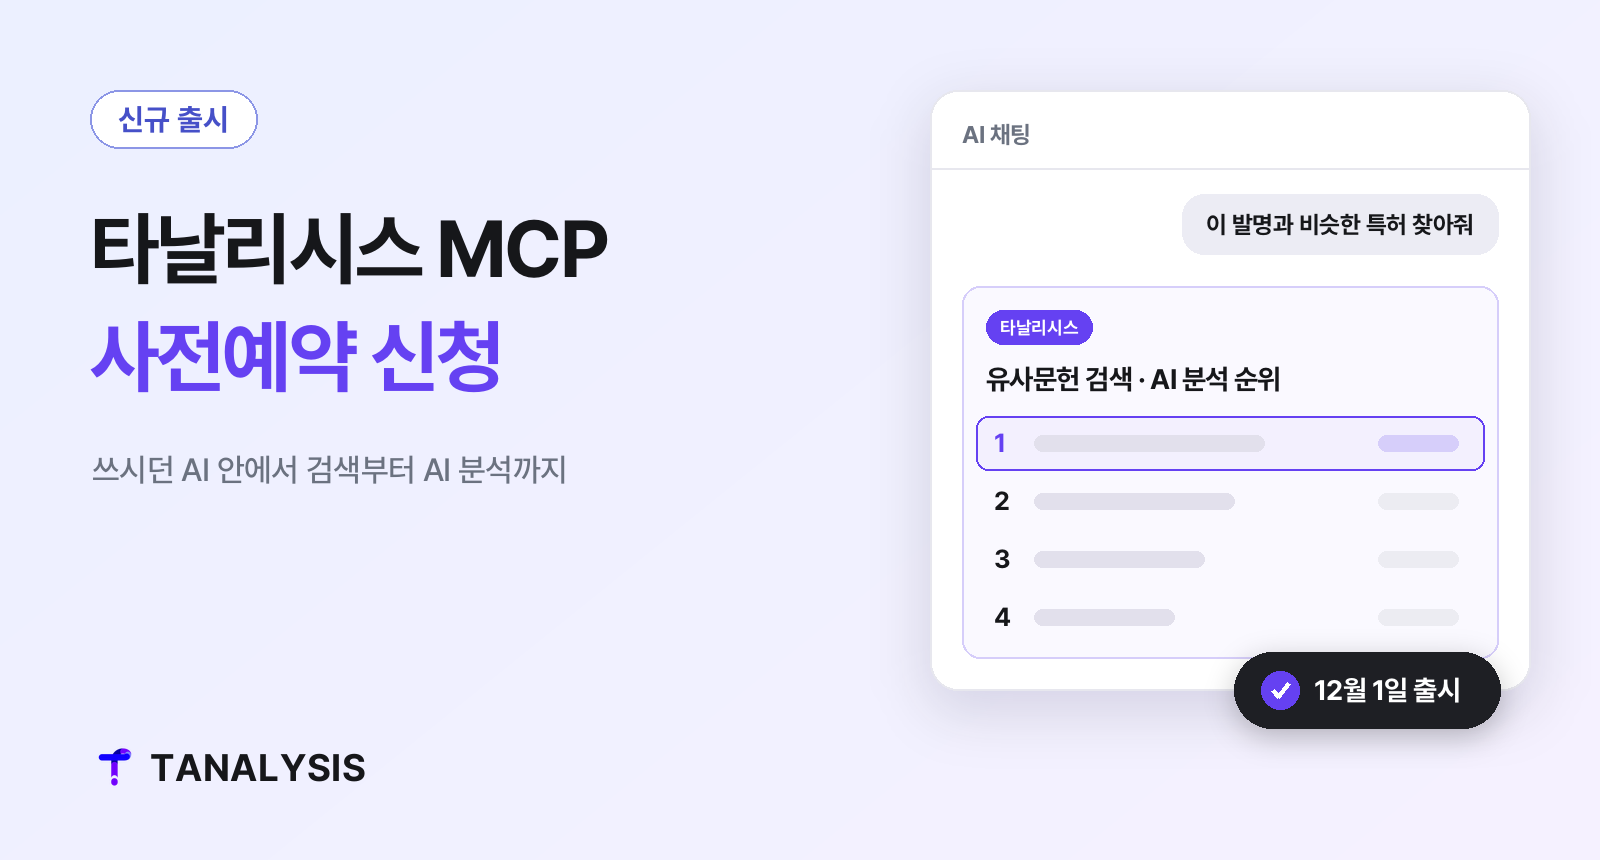 신규 출시
타날리시스 MCP
사전예약 신청
쓰시던 AI 안에서 검색부터 AI 분석까지
TANALYSIS
AI 채팅
이 발명과 비슷한 특허 찾아줘
타날리시스
유사문헌 검색 · AI 분석 순위
1
2
3
4
12월 1일 출시